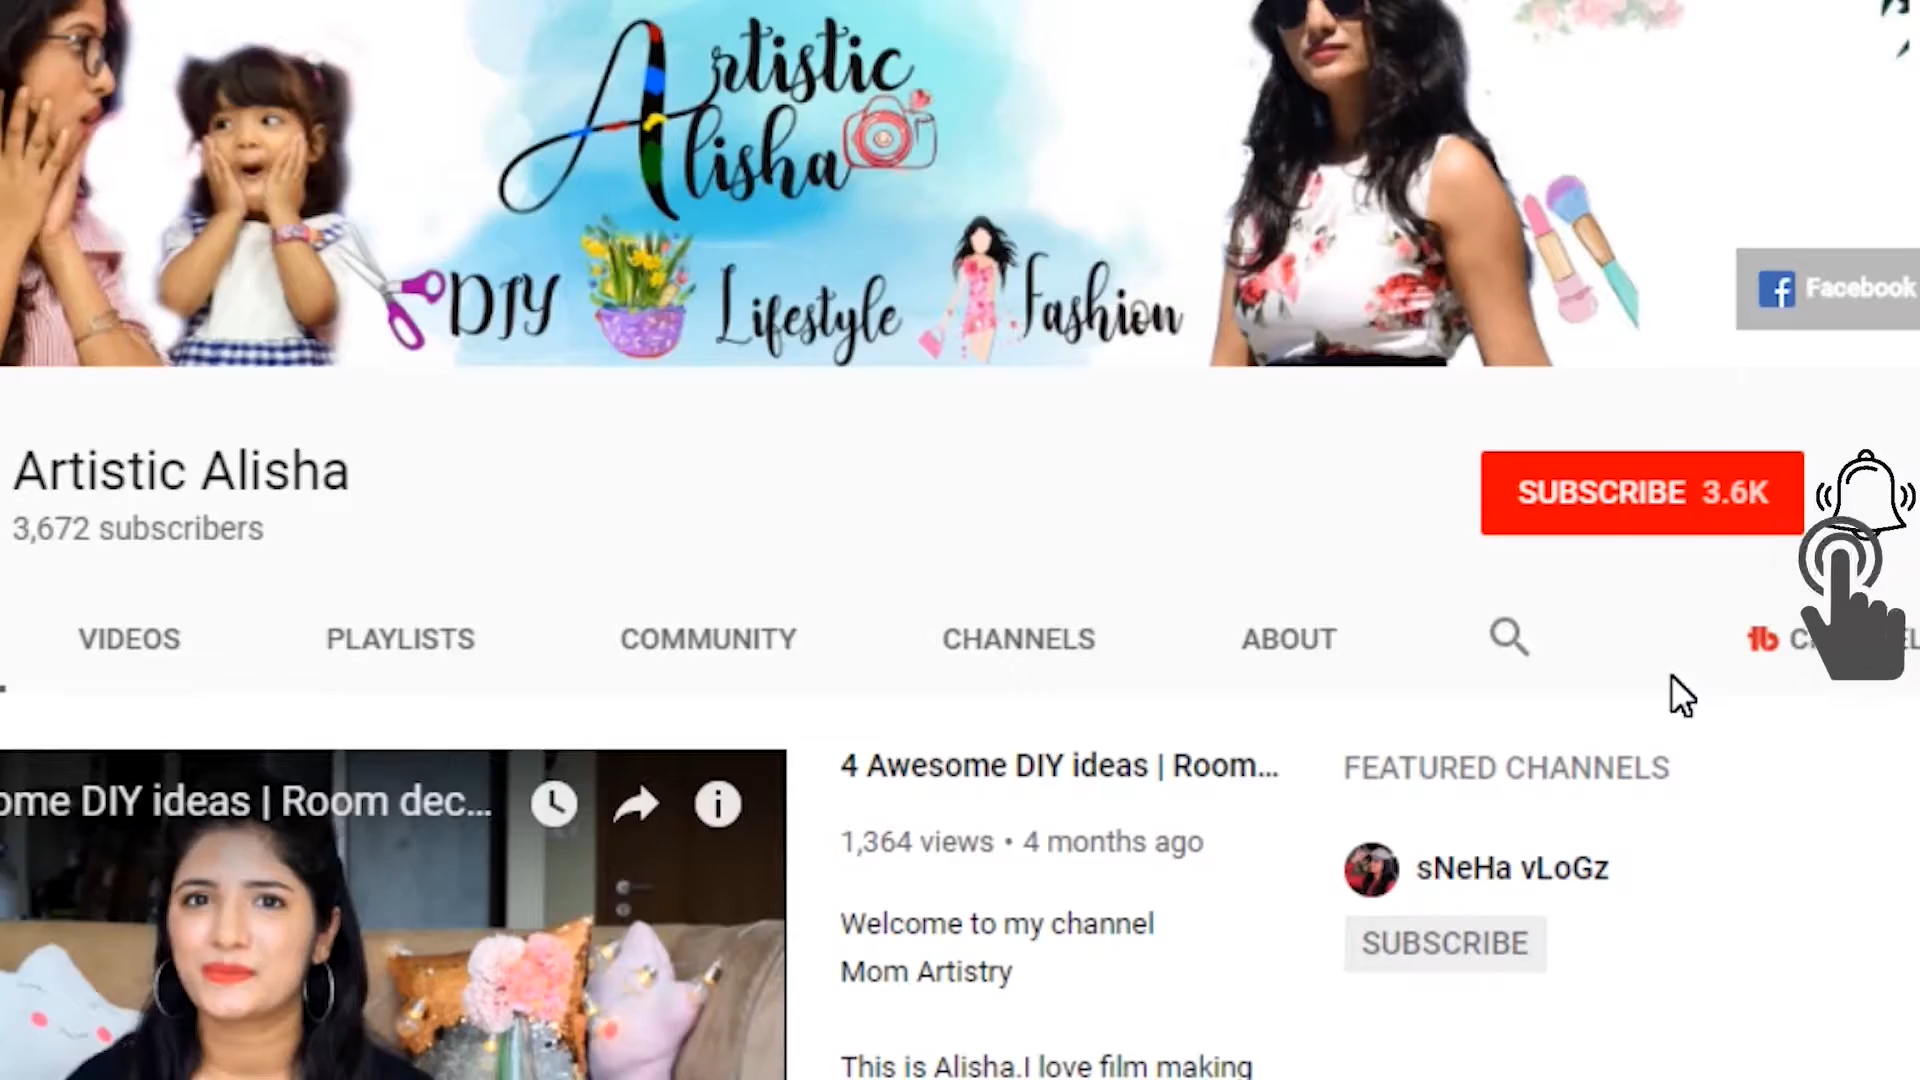 Artistic
Alisha
DIY
Lifestyle
Fashion
Facebook
Artistic Alisha
3,672 subscribers
SUBSCRIBE 3.6K
VIDEOS
PLAYLISTS
COMMUNITY
CHANNELS
ABOUT
ome DIY ideas | Room dec...
4 Awesome DIY ideas | Room...
1,364 views • 4 months ago
Welcome to my channel
Mom Artistry
This is Alisha.I love film making
FEATURED CHANNELS
sNeHa vLoGz
SUBSCRIBE